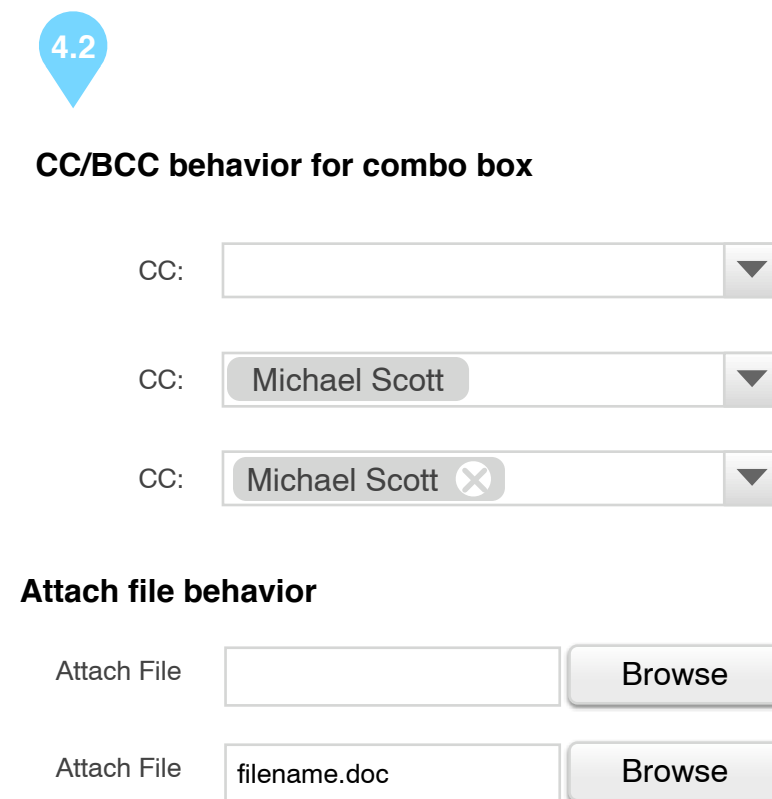 4.2
CC/BCC behavior for combo box
CC:
CC: Michael Scott
CC: Michael Scott
Attach file behavior
Attach File Browse
Attach File filename.doc Browse